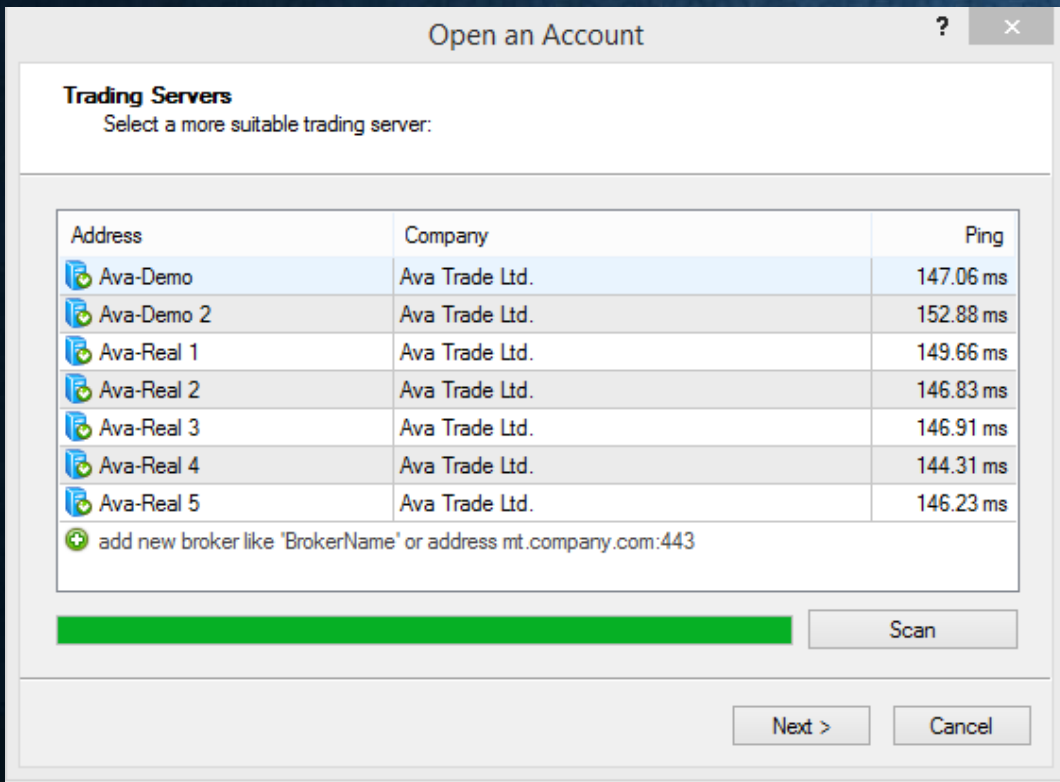 Open an Account
?
Trading Servers
Select a more suitable trading server:
Address Company Ping
Ava-Demo Ava Trade Ltd. 147.06 ms
Ava-Demo 2 Ava Trade Ltd. 152.88 ms
Ava-Real 1 Ava Trade Ltd. 149.66 ms
Ava-Real 2 Ava Trade Ltd. 146.83 ms
Ava-Real 3 Ava Trade Ltd. 146.91 ms
Ava-Real 4 Ava Trade Ltd. 144.31 ms
Ava-Real 5 Ava Trade Ltd. 146.23 ms
add new broker like 'BrokerName' or address mt.company.com:443
Scan
Next > Cancel